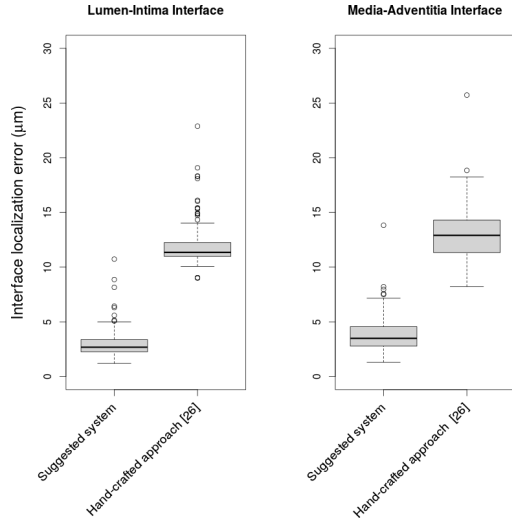 Lumen-Intima Interface
Media-Adventitia Interface
Interface localization error (μm)
30
25
20
15
10
5
0
30
25
20
15
10
5
0
Suggested system
Hand-crafted approach [26]
Suggested system
Hand-crafted approach [26]